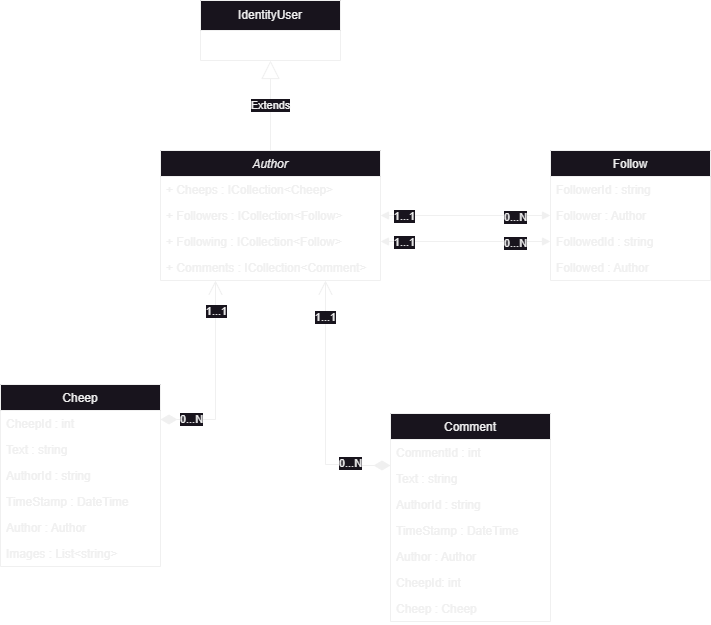 IdentityUser
Extends
Author
+ Cheeps : ICollection<Cheep>
+ Followers : ICollection<Follow>
+ Following : ICollection<Follow>
+ Comments : ICollection<Comment>
Follow
FollowerId : string
Follower : Author
FollowedId : string
Followed : Author
1...1
0...N
1...1
0...N
1...1
1...1
Cheep
CheepId : int
Text : string
AuthorId : string
TimeStamp : DateTime
Author : Author
Images : List<string>
0...N
0...N
Comment
CommentId : int
Text : string
AuthorId : string
TimeStamp : DateTime
Author : Author
CheepId: int
Cheep : Cheep